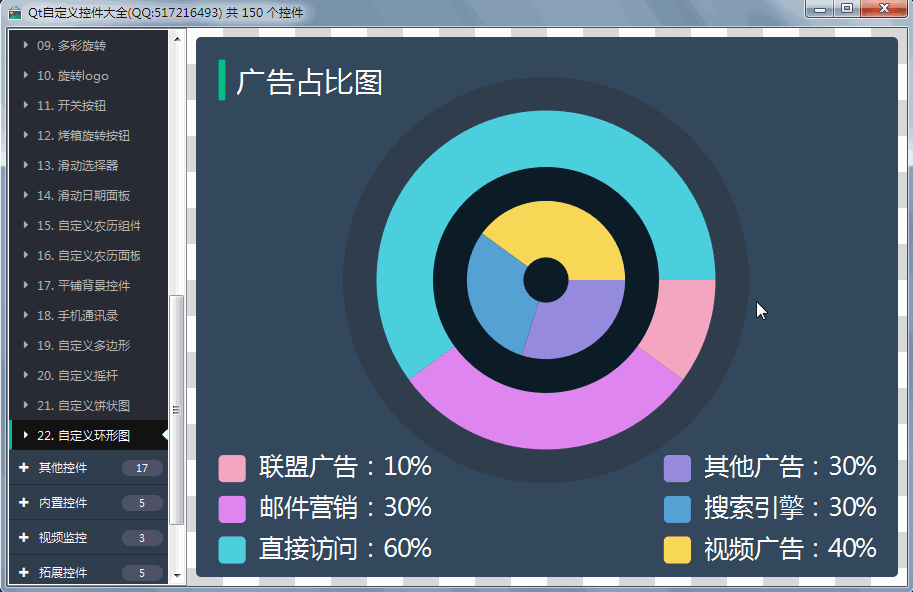 Qt自定义控件大全(QQ:517216493) 共 150 个控件
09. 多彩旋转
10. 旋转logo
11. 开关按钮
12. 烤箱旋转按钮
13. 滑动选择器
14. 滑动日期面板
15. 自定义农历组件
16. 自定义农历面板
17. 平铺背景控件
18. 手机通讯录
19. 自定义多边形
20. 自定义摇杆
21. 自定义饼状图
22. 自定义环形图
其他控件 17
内置控件 5
视频监控 3
拓展控件 5
广告占比图
联盟广告：10%
邮件营销：30%
直接访问：60%
其他广告：30%
搜索引擎：30%
视频广告：40%